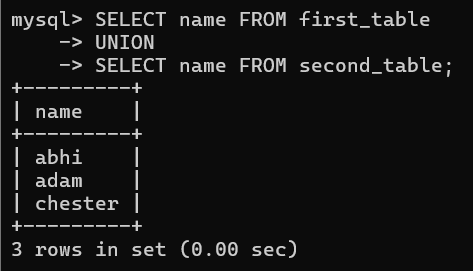 mysql> SELECT name FROM first_table
    -> UNION
    -> SELECT name FROM second_table;
+---------+
| name    |
+---------+
| abhi    |
| adam    |
| chester |
+---------+
3 rows in set (0.00 sec)